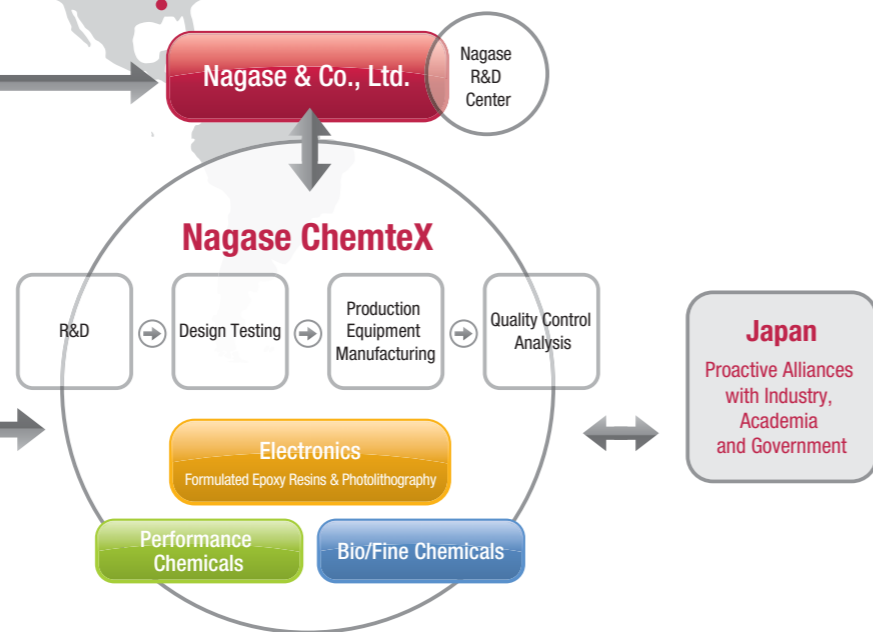 Nagase & Co., Ltd.
Nagase
R&D
Center
Nagase ChemteX
R&D
Design Testing
Production
Equipment
Manufacturing
Quality Control
Analysis
Japan
Proactive Alliances
with Industry,
Academia
and Government
Electronics
Formulated Epoxy Resins & Photolithography
Performance
Chemicals
Bio/Fine Chemicals